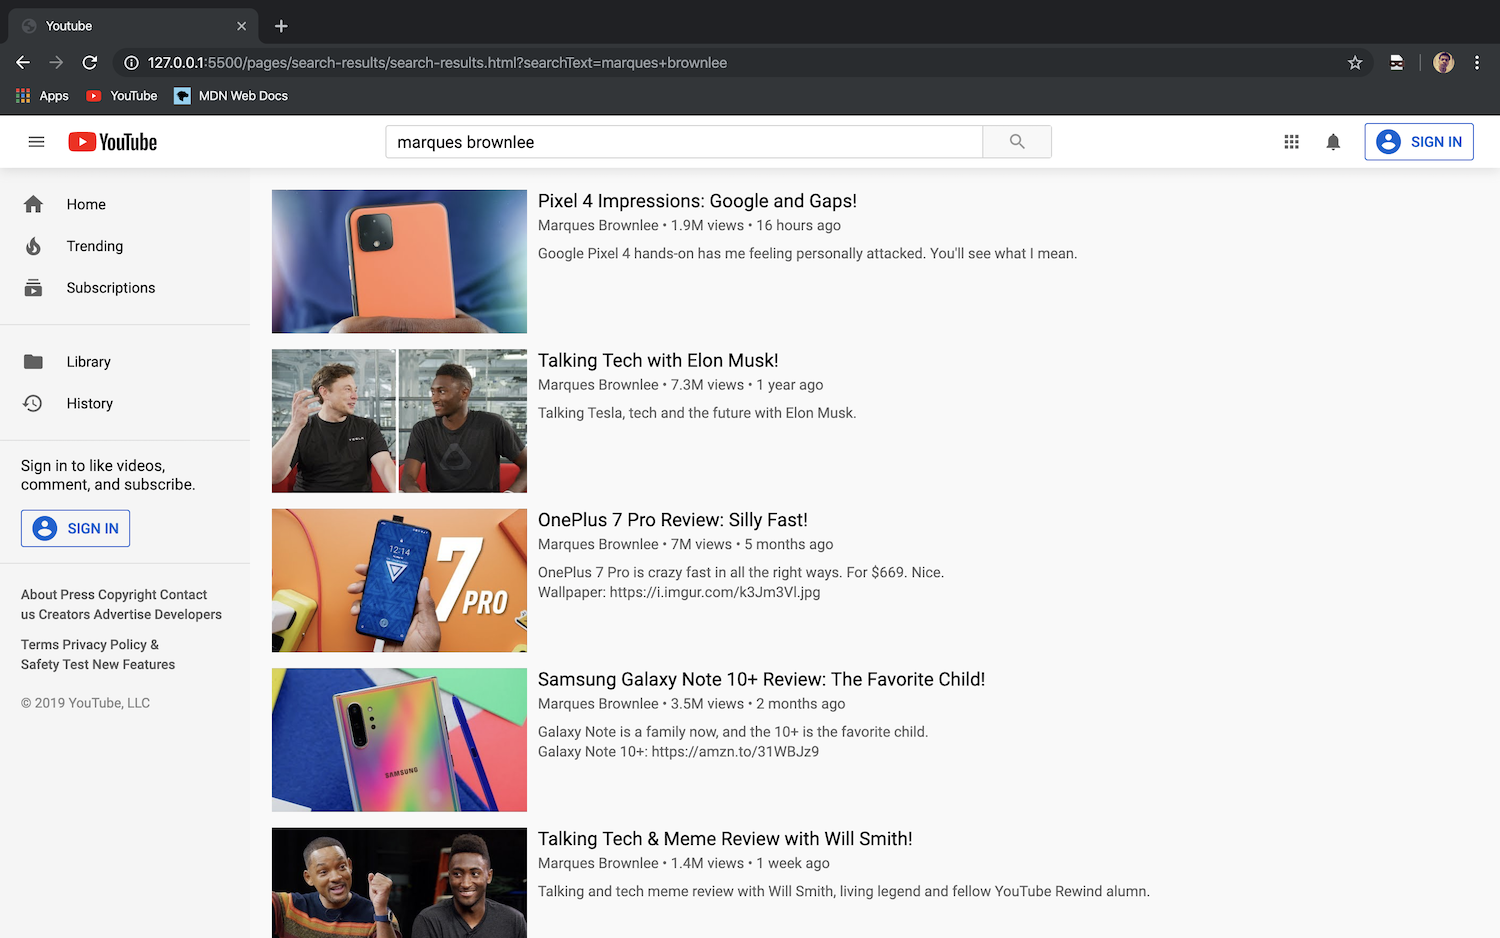 Youtube
127.0.0.1:5500/pages/search-results/search-results.html?searchText=marques+brownlee
Apps
YouTube
MDN Web Docs
YouTube
marques brownlee
SIGN IN
Home
Trending
Subscriptions
Library
History
Sign in to like videos,
comment, and subscribe.
SIGN IN
About Press Copyright Contact
us Creators Advertise Developers
Terms Privacy Policy &
Safety Test New Features
© 2019 YouTube, LLC
Pixel 4 Impressions: Google and Gaps!
Marques Brownlee • 1.9M views • 16 hours ago
Google Pixel 4 hands-on has me feeling personally attacked. You'll see what I mean.
TESLA
Talking Tech with Elon Musk!
Marques Brownlee • 7.3M views • 1 year ago
Talking Tesla, tech and the future with Elon Musk.
12:14
7
PRO
OnePlus 7 Pro Review: Silly Fast!
Marques Brownlee • 7M views • 5 months ago
OnePlus 7 Pro is crazy fast in all the right ways. For $669. Nice.
Wallpaper: https://i.imgur.com/k3Jm3Vl.jpg
SAMSUNG
Samsung Galaxy Note 10+ Review: The Favorite Child!
Marques Brownlee • 3.5M views • 2 months ago
Galaxy Note is a family now, and the 10+ is the favorite child.
Galaxy Note 10+: https://amzn.to/31WBJz9
Talking Tech & Meme Review with Will Smith!
Marques Brownlee • 1.4M views • 1 week ago
Talking and tech meme review with Will Smith, living legend and fellow YouTube Rewind alumn.